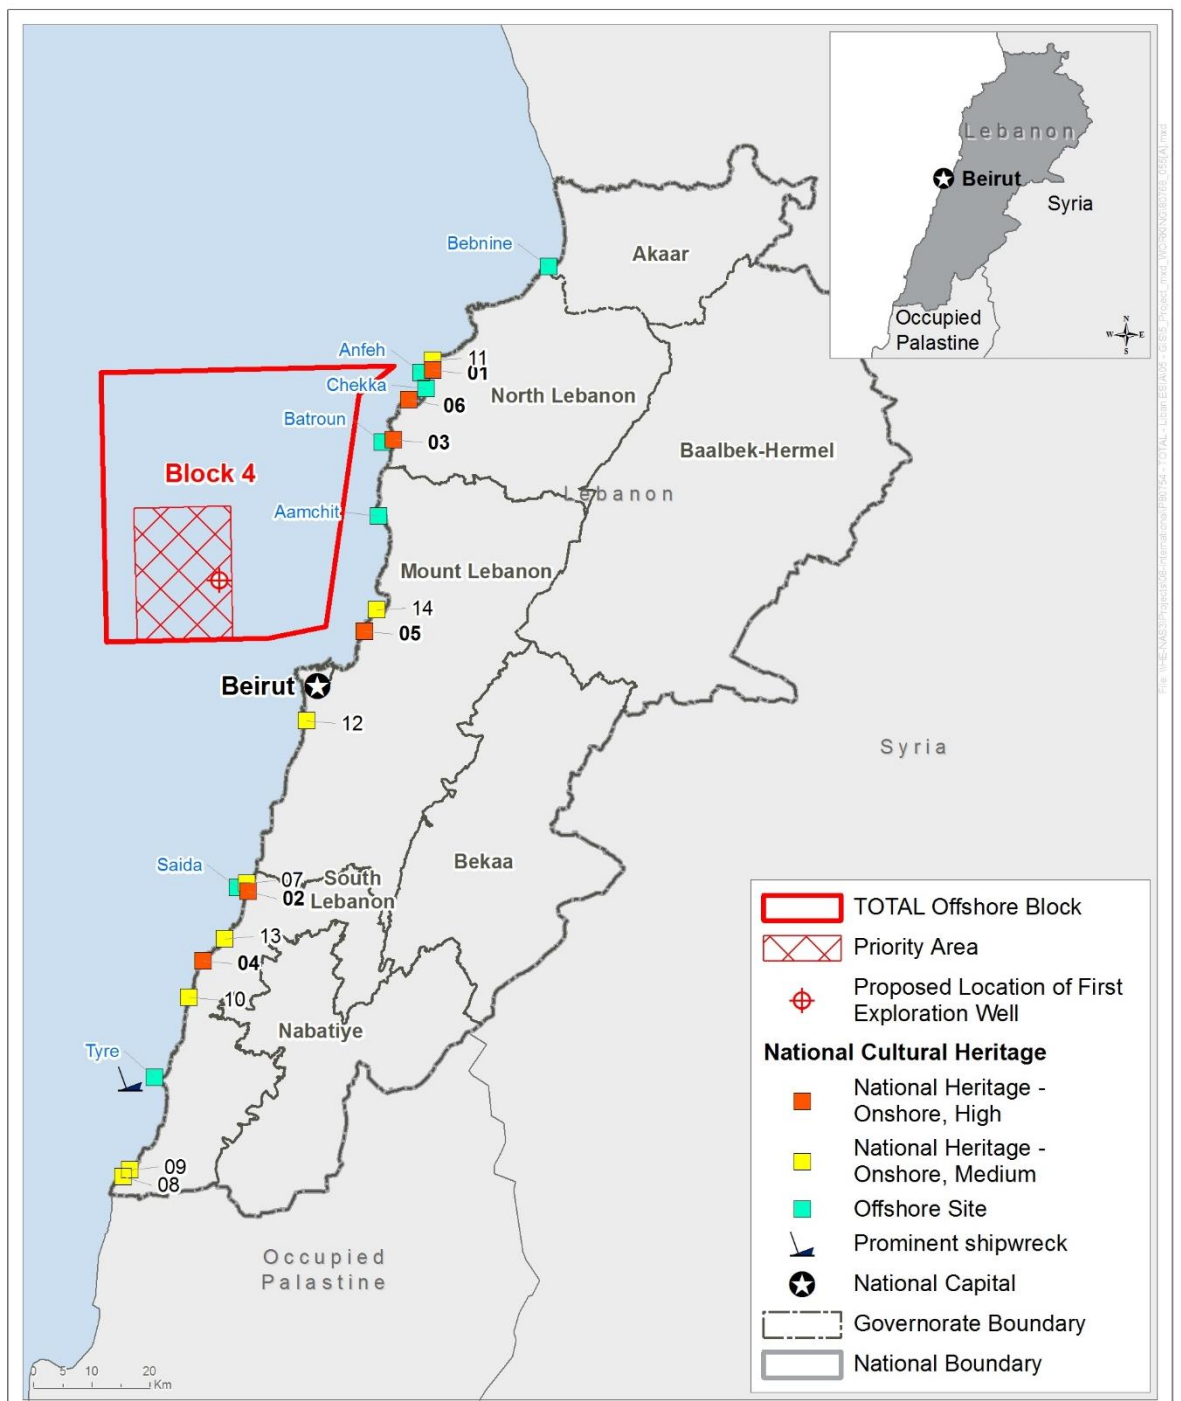 Lebanon
Beirut
Syria
Occupied
Palastine
N
W
E
S
Bebnine
Akaar
Anfeh
11
01
Chekka
North Lebanon
06
Batroun
03
Baalbek-Hermel
Block 4
Lebanon
Aamchit
Mount Lebanon
14
05
Beirut
12
Syria
Saida
07
02
South
Lebanon
Bekaa
13
04
10
Nabatiye
Tyre
09
08
Occupied
Palastine
TOTAL Offshore Block
Priority Area
Proposed Location of First
Exploration Well
National Cultural Heritage
National Heritage -
Onshore, High
National Heritage -
Onshore, Medium
Offshore Site
Prominent shipwreck
National Capital
Governorate Boundary
National Boundary
0 5 10 20
Km